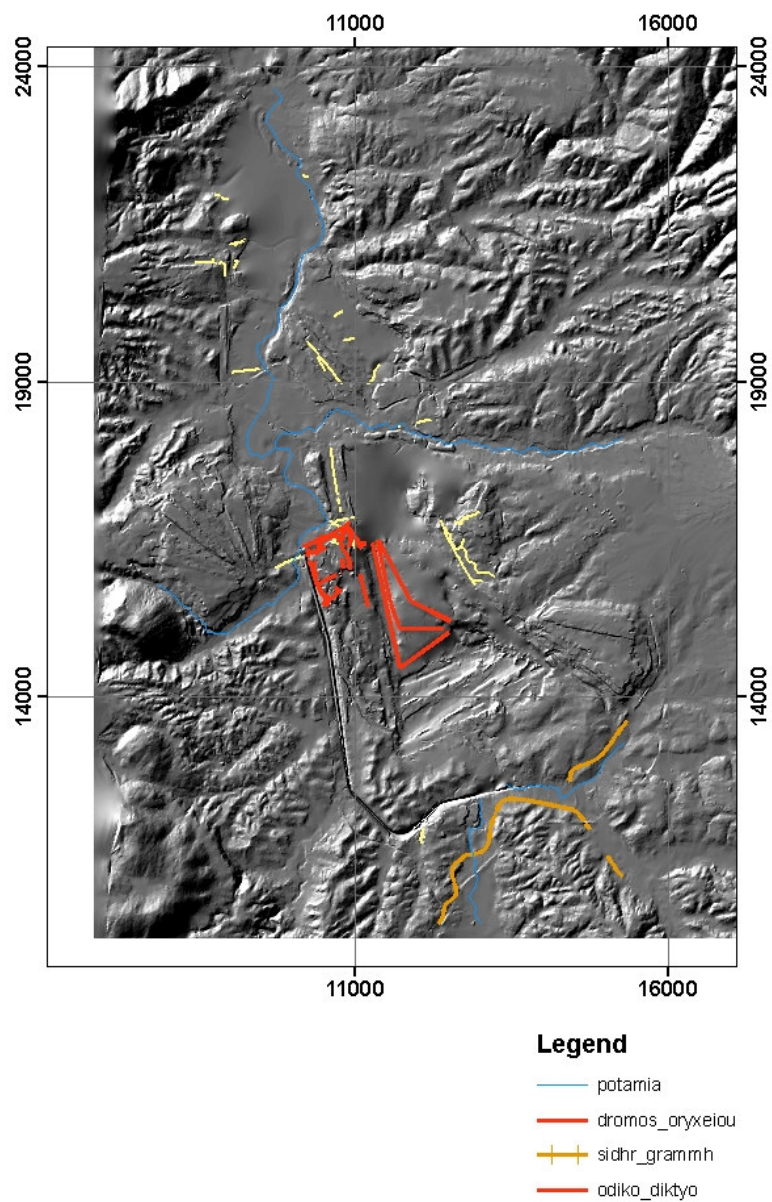 11000 16000
24000 24000
19000 19000
14000 14000
11000 16000
Legend
potamia
dromos_oryxeiou
sidhr_grammh
odiko_diktyo